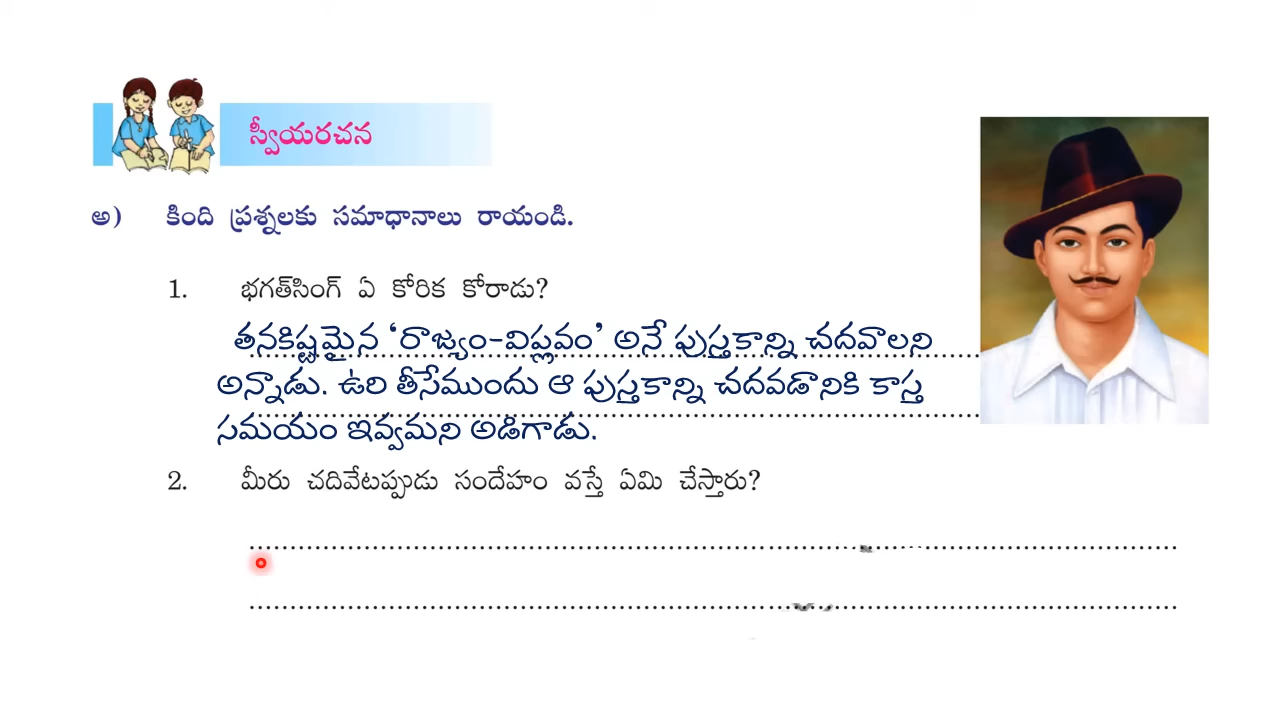 స్వీయరచన
అ) కింది ప్రశ్నలకు సమాధానాలు రాయండి.
1. భగత్‌సింగ్ ఏ కోరిక కోరాడు?
తనకిష్టమైన ‘రాజ్యం-విప్లవం’ అనే పుస్తకాన్ని చదవాలని
అన్నాడు. ఉరి తీసేముందు ఆ పుస్తకాన్ని చదవడానికి కాస్త
సమయం ఇవ్వమని అడిగాడు.
2. మీరు చదివేటప్పుడు సందేహం వస్తే ఏమి చేస్తారు?